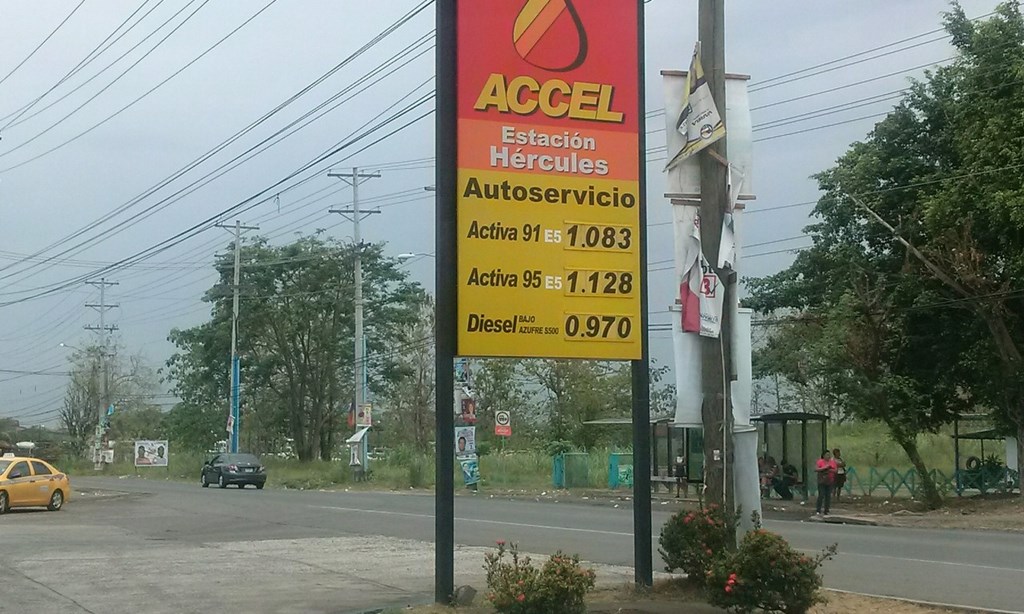 ACCEL
Estación
Hércules
Autoservicio
Activa 91 E5 1.083
Activa 95 E5 1.128
Diesel BAJO AZUFRE S500 0.970